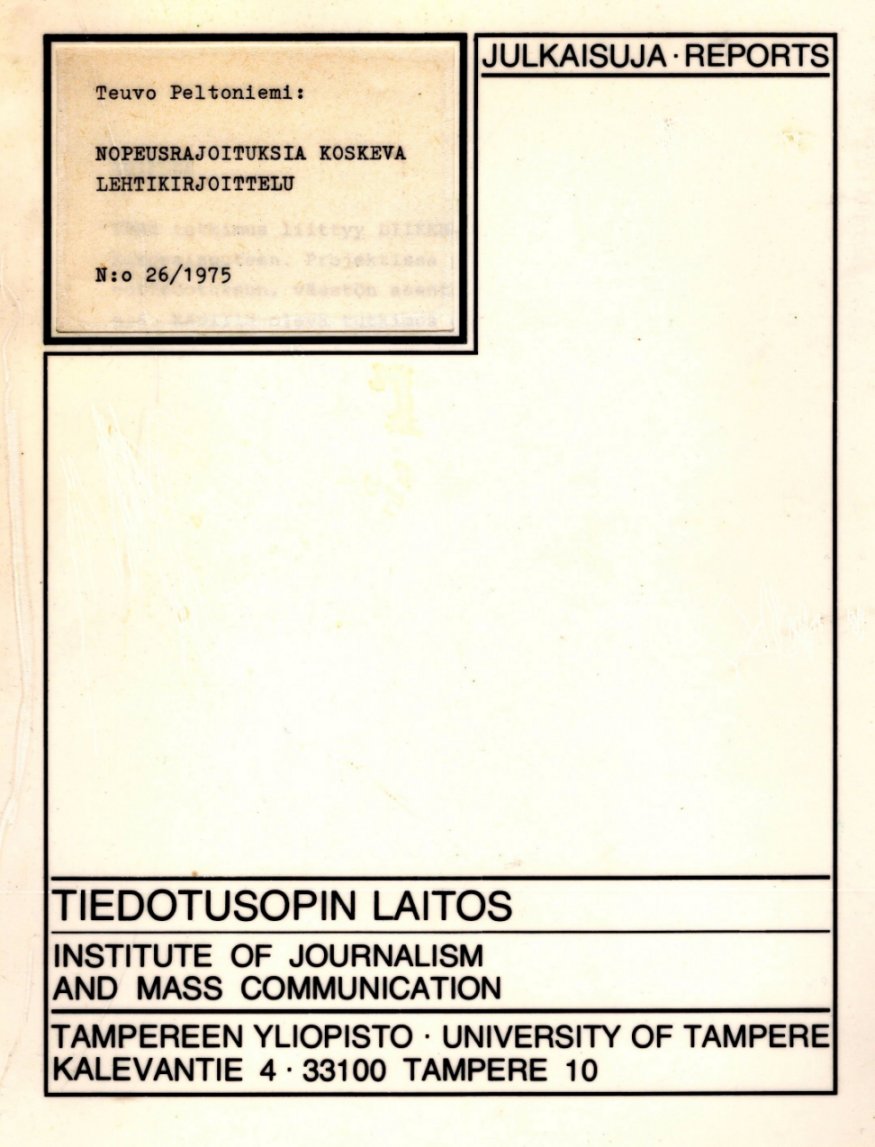 JULKAISUJA · REPORTS
Teuvo Peltoniemi:
NOPEUSRAJOITUKSIA KOSKEVA
LEHTIKIRJOITTELU
N:o 26/1975
TIEDOTUSOPIN LAITOS
INSTITUTE OF JOURNALISM
AND MASS COMMUNICATION
TAMPEREEN YLIOPISTO · UNIVERSITY OF TAMPERE
KALEVANTIE 4 · 33100 TAMPERE 10